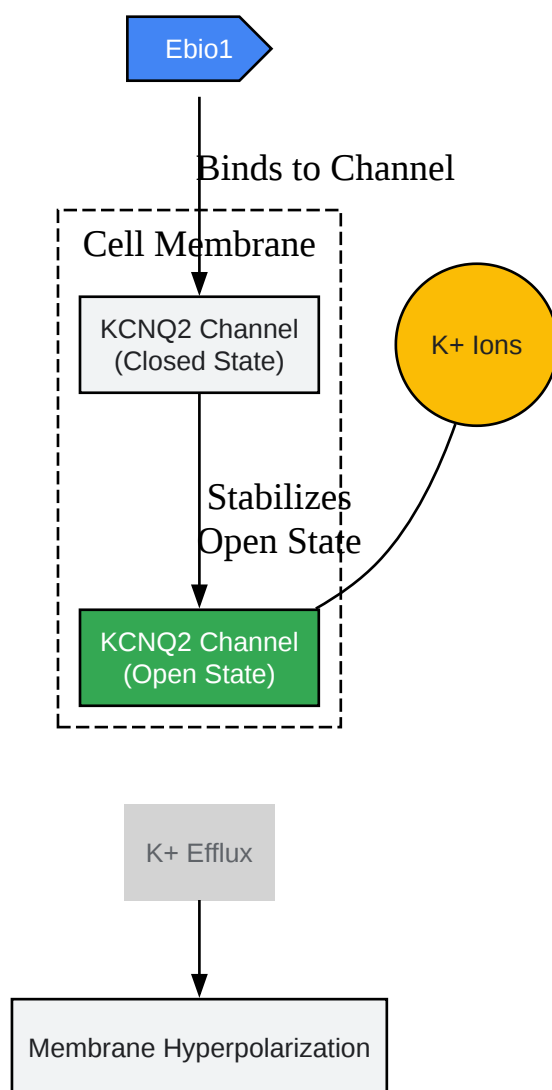 Ebio1
Binds to Channel
Cell Membrane
KCNQ2 Channel
(Closed State)
K+ Ions
Stabilizes
Open State
KCNQ2 Channel
(Open State)
K+ Efflux
Membrane Hyperpolarization